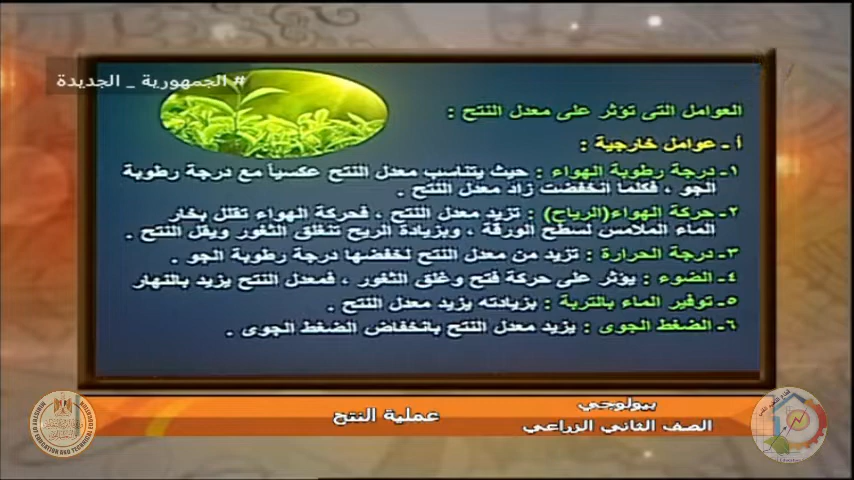 #الجمهورية _ الجديدة
العوامل التى تؤثر على معدل النتح :
أ - عوامل خارجية :
١- درجة رطوبة الهواء : حيث يتناسب معدل النتح عكسياً مع درجة رطوبة
الجو ، فكلما انخفضت زاد معدل النتح .
٢- حركة الهواء(الرياح) : تزيد معدل النتح ، فحركة الهواء تقلل بخار
الماء الملامس لسطح الورقة ، وبزيادة الريح تنغلق الثغور ويقل النتح .
٣- درجة الحرارة : تزيد من معدل النتح لخفضها درجة رطوبة الجو .
٤- الضوء : يؤثر على حركة فتح وغلق الثغور ، فمعدل النتح يزيد بالنهار
٥- توفير الماء بالتربة : بزيادته يزيد معدل النتح .
٦- الضغط الجوى : يزيد معدل النتح بانخفاض الضغط الجوى .
بيولوجي
الصف الثاني الزراعي
عملية النتح